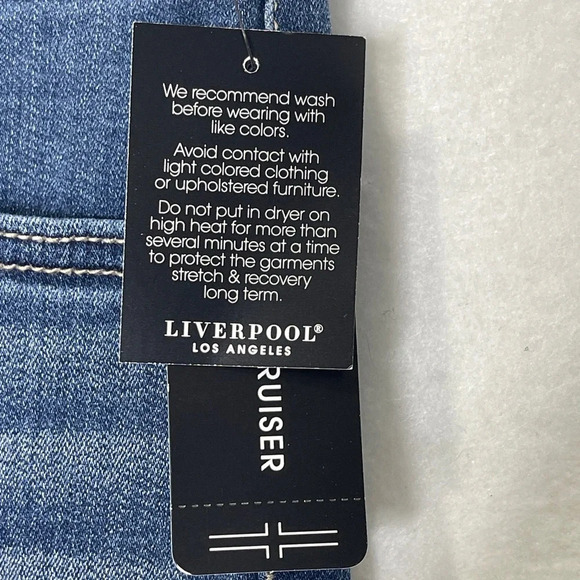 We recommend wash
before wearing with
like colors.
Avoid contact with
light colored clothing
or upholstered furniture.
Do not put in dryer on
high heat for more than
several minutes at a time
to protect the garments
stretch & recovery
long term.
LIVERPOOL®
LOS ANGELES
RUISER